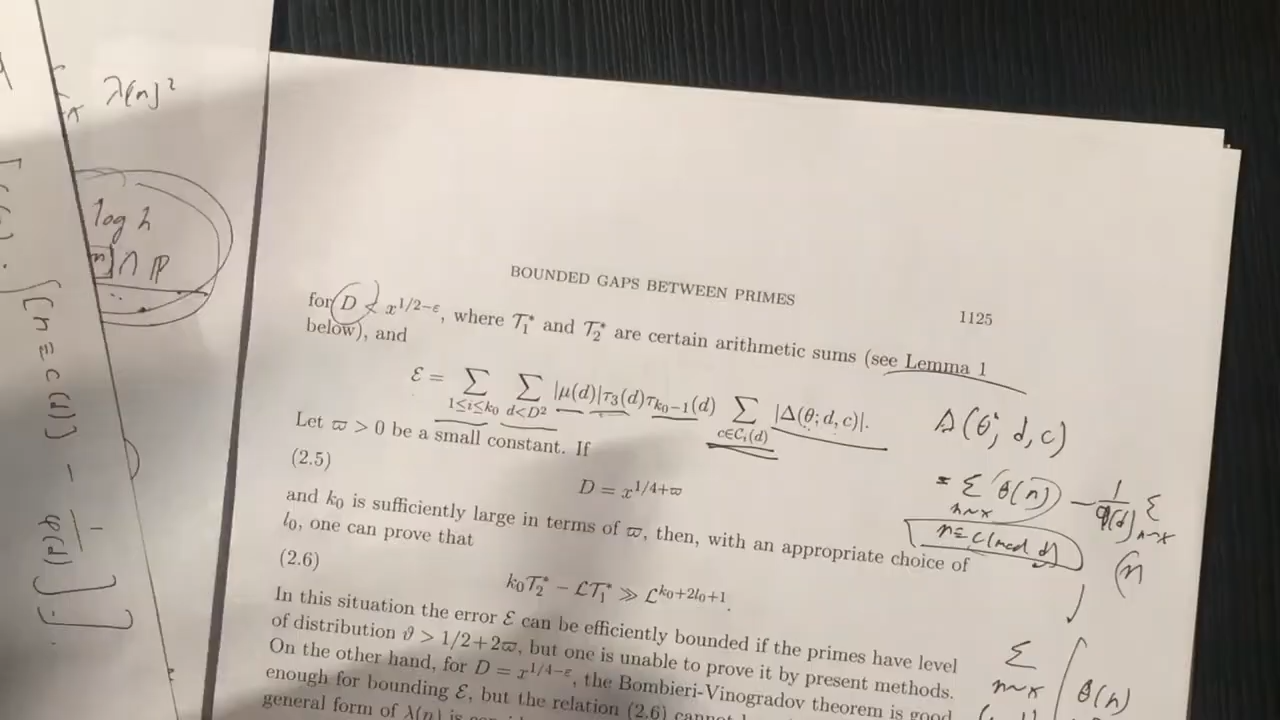 λ(n)²
log h
[n] ∩ ℙ
[n ≡ c(d)] − 1/φ(d)
BOUNDED GAPS BETWEEN PRIMES
1125
for D < x^{1/2−ε}, where 𝒯₁* and 𝒯₂* are certain arithmetic sums (see Lemma 1
below), and
ℰ = ∑_{1≤i≤k₀} ∑_{d<D²} |μ(d)|τ₃(d)τ_{k₀−1}(d) ∑_{c∈𝒞ᵢ(d)} |Δ(θ; d, c)|.
Let ϖ > 0 be a small constant. If
(2.5)
D = x^{1/4+ϖ}
and k₀ is sufficiently large in terms of ϖ, then, with an appropriate choice of
l₀, one can prove that
(2.6)
k₀𝒯₂* − ℒ𝒯₁* ≫ ℒ^{k₀+2l₀+1}.
In this situation the error ℰ can be efficiently bounded if the primes have level
of distribution ϑ > 1/2+2ϖ, but one is unable to prove it by present methods.
On the other hand, for D = x^{1/4−ε}, the Bombieri-Vinogradov theorem is good
enough for bounding ℰ, but the relation (2.6) cannot
general form of λ(n) is
Δ(θ; d, c)
= ∑_{n∼x} θ(n) − 1/φ(d) ∑_{n∼x}
n ≡ c (mod d)
(n
∑
n∼x
θ(n)